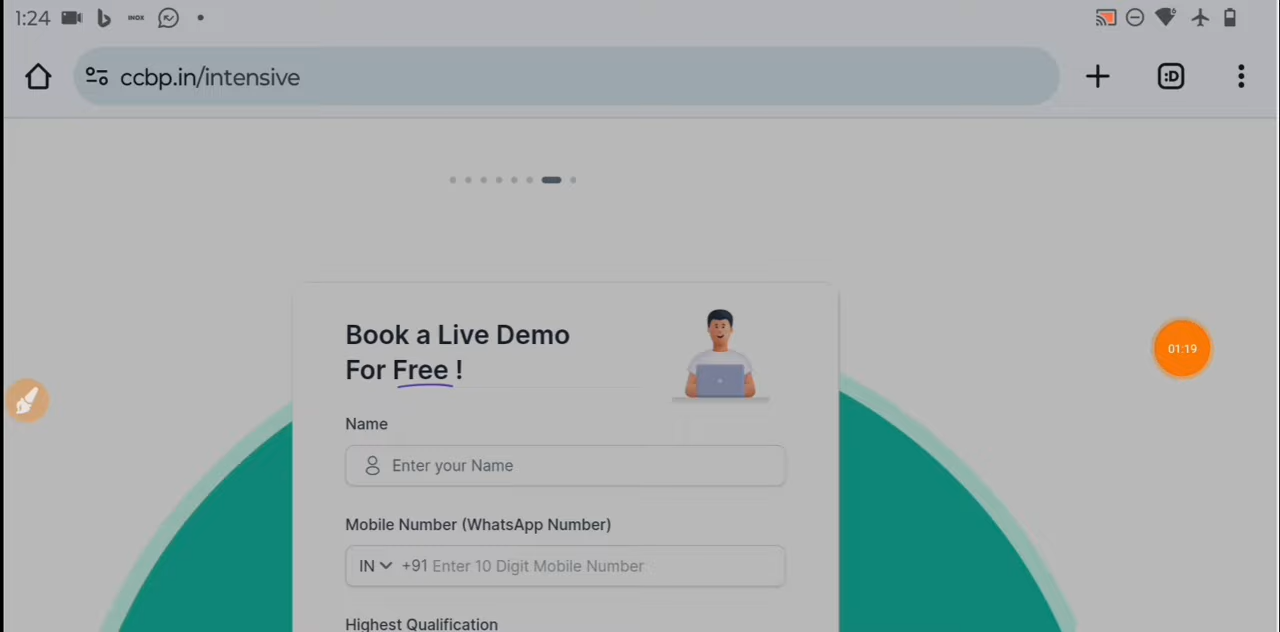 1:24
INOX
ccbp.in/intensive
:D
Book a Live Demo
For Free !
01:19
Name
Enter your Name
Mobile Number (WhatsApp Number)
IN +91 Enter 10 Digit Mobile Number
Highest Qualification